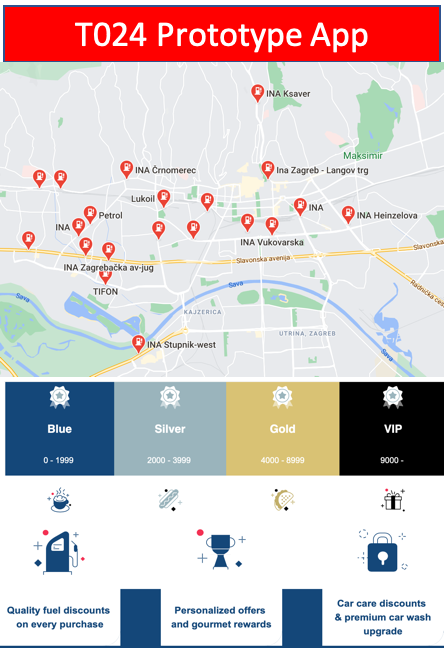 T024 Prototype App
INA Ksaver
Maksimir
INA Črnomerec
Ina Zagreb - Langov trg
Lukoil
Petrol
INA
INA
INA Heinzelova
INA Vukovarska
Slavonska
INA Zagrebačka av-jug
Slavonska avenija
TIFON
Sava
Sava
Radnička ces
KAJZERICA
UTRINA, ZAGREB
Sava
INA Stupnik-west
Blue
Silver
Gold
VIP
0 - 1999
2000 - 3999
4000 - 8999
9000 -
Quality fuel discounts
on every purchase
Personalized offers
and gourmet rewards
Car care discounts
& premium car wash
upgrade